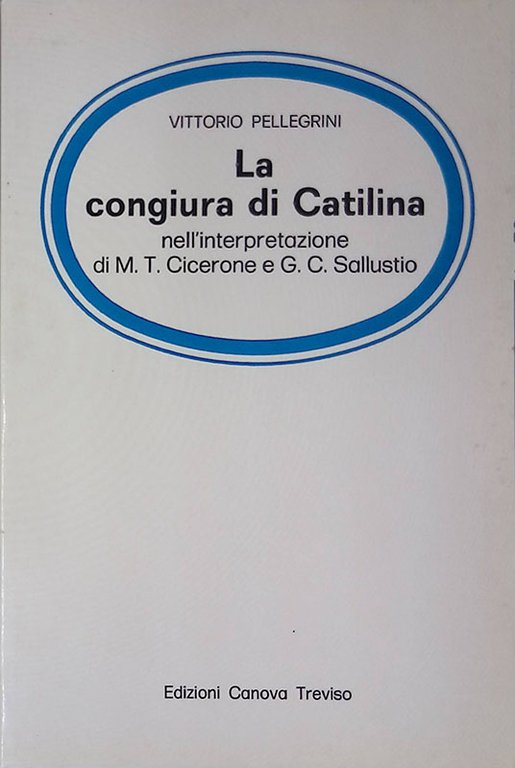 VITTORIO PELLEGRINI
La
congiura di Catilina
nell'interpretazione
di M. T. Cicerone e G. C. Sallustio
Edizioni Canova Treviso